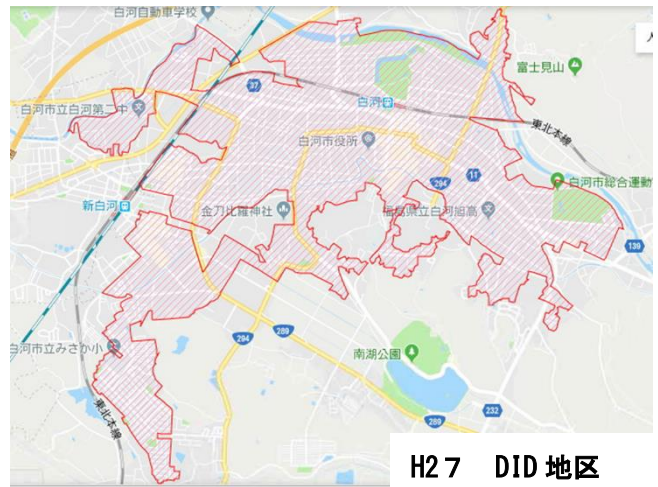 白河自動車学校
富士見山
37
白河
白河市立白河第二中
東北本線
白河市役所
11
294
白河市総合運動
新白河
金刀比羅神社
福島県立白河旭高
139
294
289
白河市立みさか小
南湖公園
東北本線
232
289
H27 DID地区